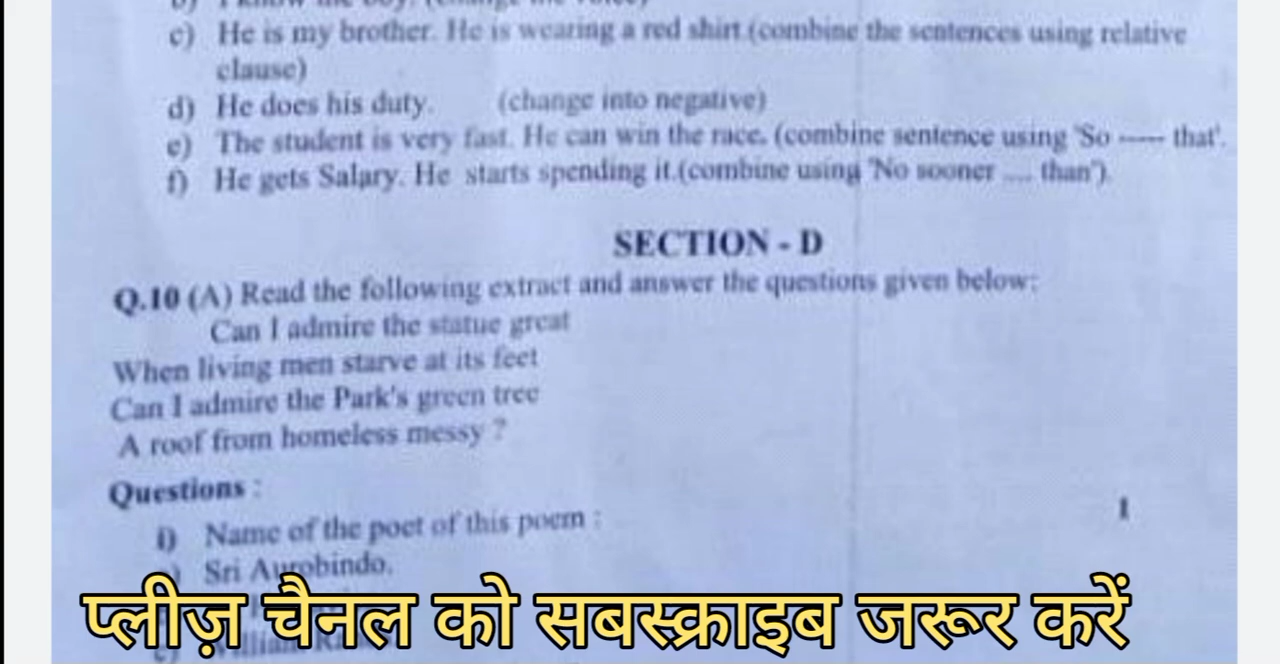 c) He is my brother. He is wearing a red shirt.(combine the sentences using relative
clause)
d) He does his duty. (change into negative)
e) The student is very fast. He can win the race. (combine sentence using 'So ----- that'.
f) He gets Salary. He starts spending it.(combine using 'No sooner .... than').
SECTION - D
Q.10 (A) Read the following extract and answer the questions given below:
Can I admire the statue great
When living men starve at its feet
Can I admire the Park's green tree
A roof from homeless messy ?
Questions :
i) Name of the poet of this poem : 1
Sri Aurobindo.
प्लीज़ चैनल को सबस्क्राइब जरूर करें